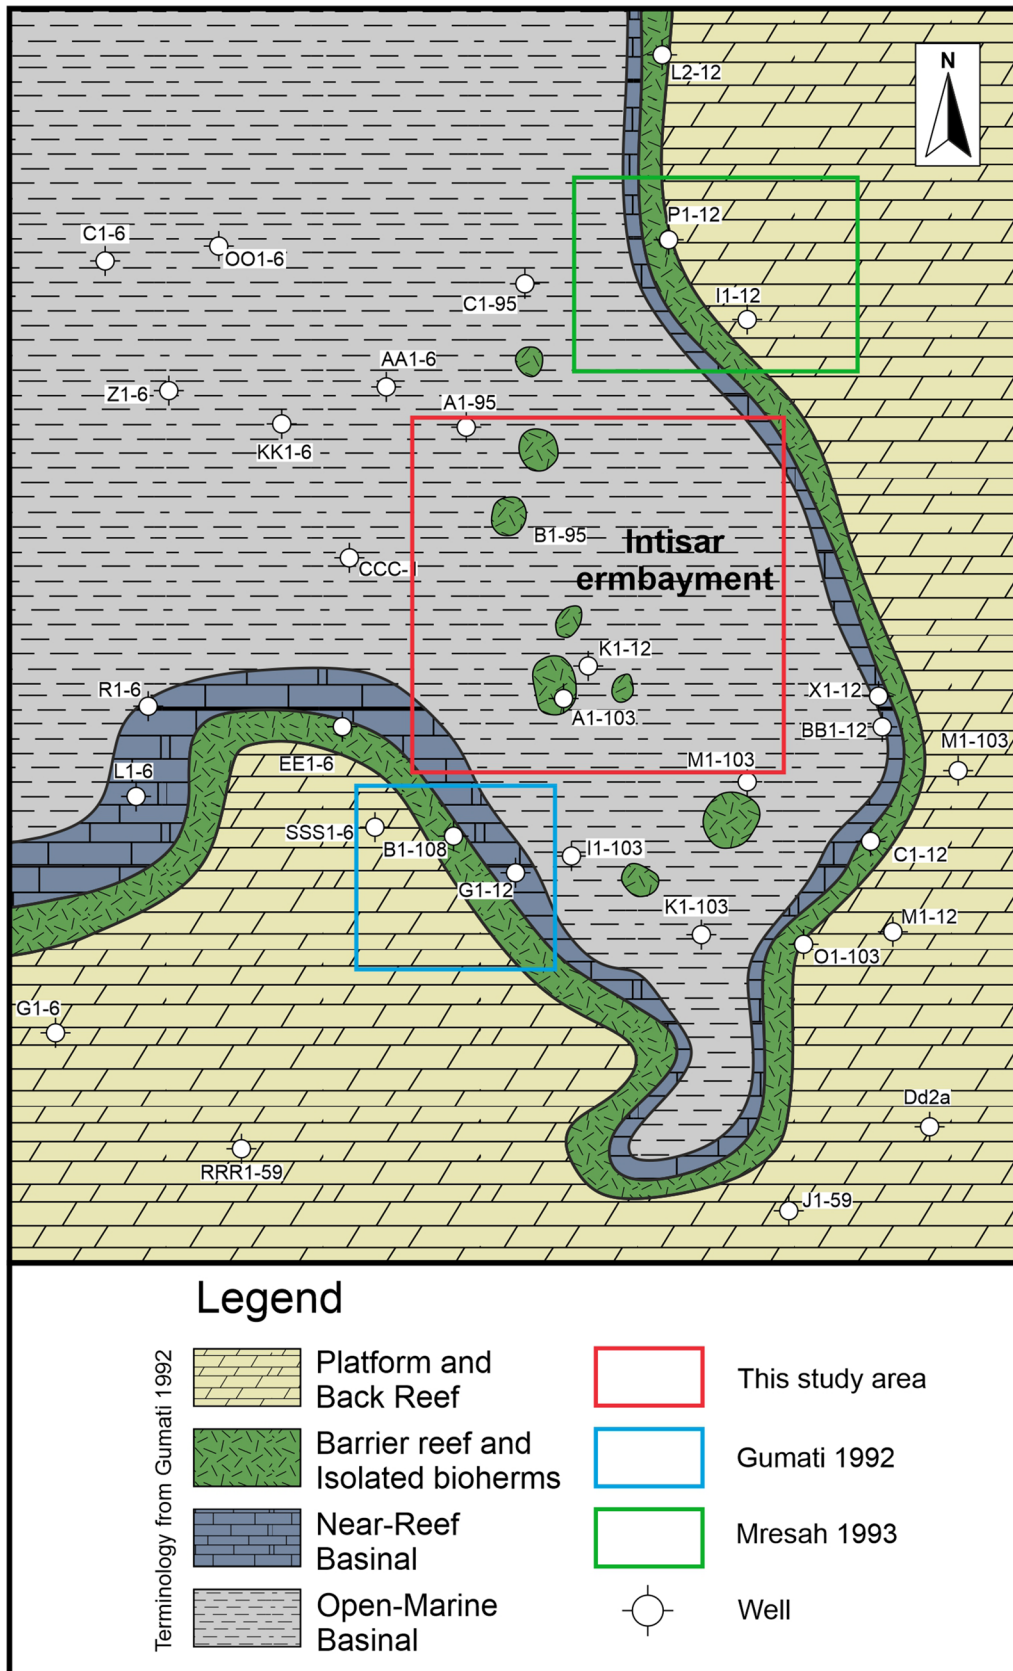 L2-12
N
P1-12
C1-6
OO1-6
C1-95
I1-12
AA1-6
Z1-6
A1-95
KK1-6
B1-95
Intisar
ermbayment
CCC-I
K1-12
R1-6
X1-12
A1-103
BB1-12
M1-103
M1-103
EE1-6
L1-6
SSS1-6
B1-108
I1-103
C1-12
G1-12
K1-103
M1-12
O1-103
G1-6
Dd2a
RRR1-59
J1-59
Legend
Terminology from Gumati 1992
Platform and
Back Reef
Barrier reef and
Isolated bioherms
Near-Reef
Basinal
Open-Marine
Basinal
This study area
Gumati 1992
Mresah 1993
Well